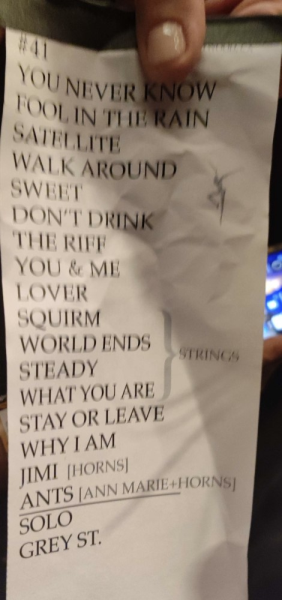 #41
YOU NEVER KNOW
FOOL IN THE RAIN
SATELLITE
WALK AROUND
SWEET
DON'T DRINK
THE RIFF
YOU & ME
LOVER
SQUIRM
WORLD ENDS
STRINGS
STEADY
WHAT YOU ARE
STAY OR LEAVE
WHY I AM
JIMI [HORNS]
ANTS [ANN MARIE+HORNS]
SOLO
GREY ST.